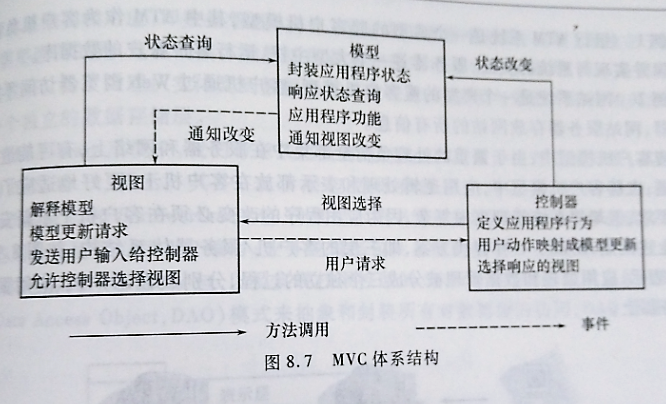 状态查询
模型
封装应用程序状态
响应状态查询
应用程序功能
通知视图改变
状态改变
通知改变
视图
解释模型
模型更新请求
发送用户输入给控制器
允许控制器选择视图
视图选择
用户请求
控制器
定义应用程序行为
用户动作映射成模型更新
选择响应的视图
方法调用
事件
图 8.7 MVC 体系结构